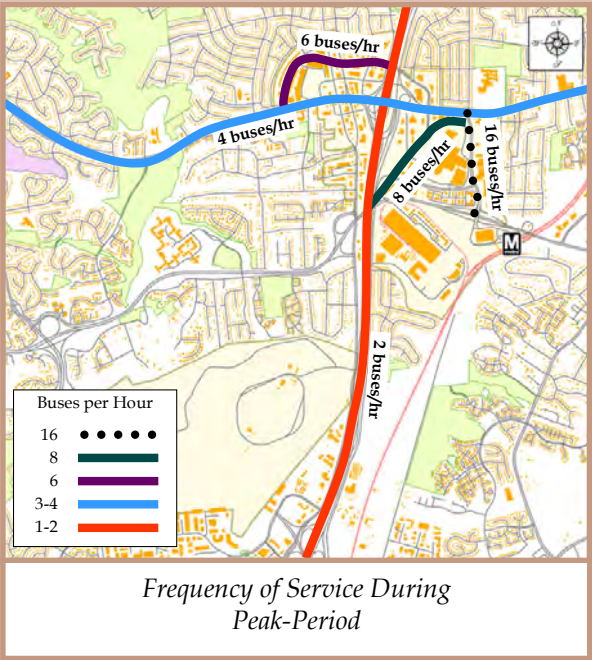 6 buses/hr
4 buses/hr
8 buses/hr
16 buses/hr
M
2 buses/hr
Buses per Hour
16
8
6
3-4
1-2
Frequency of Service During
Peak-Period